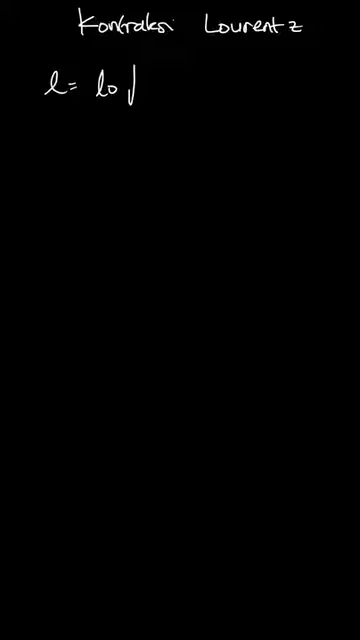 Kontraksi Lourentz
l = lo √